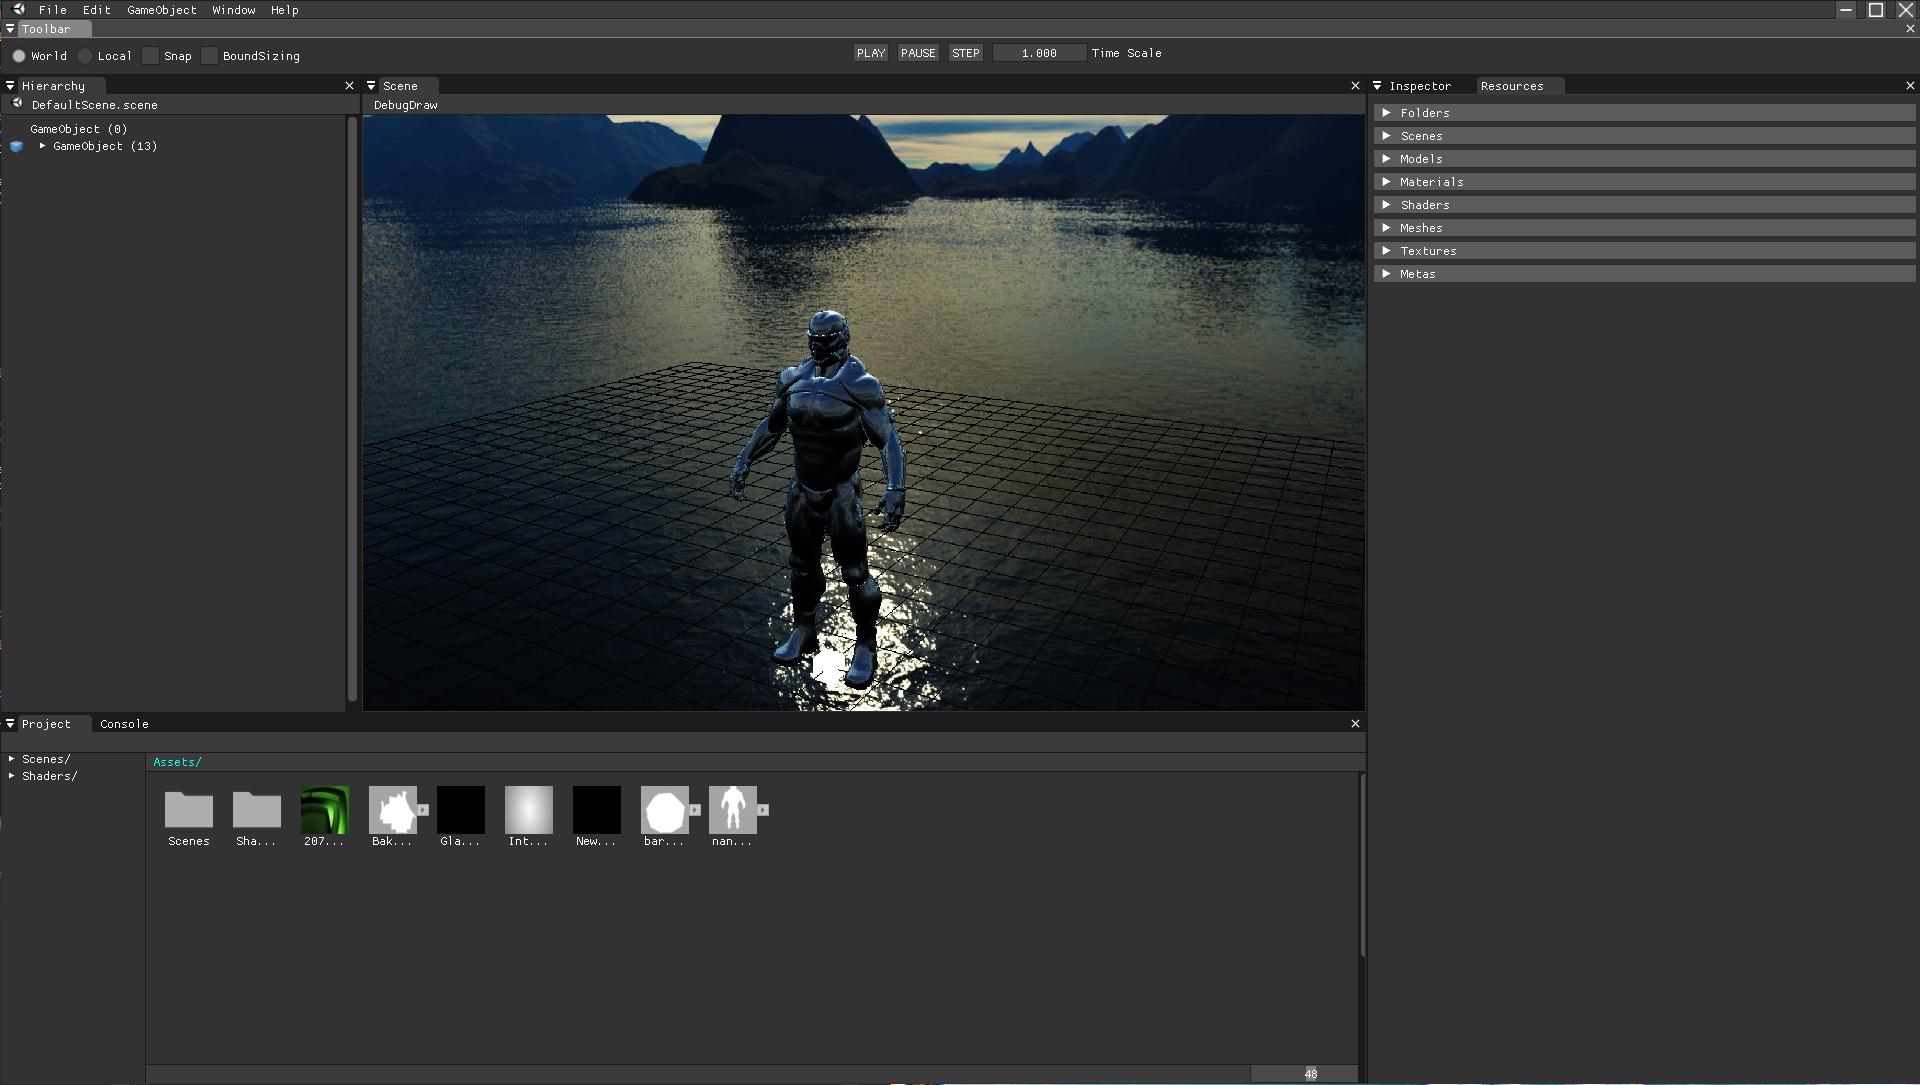 File Edit GameObject Window Help
Toolbar
World Local Snap BoundSizing PLAY PAUSE STEP 1.000 Time Scale
Hierarchy
DefaultScene.scene
GameObject (0)
GameObject (13)
Scene
DebugDraw
Inspector Resources
Folders
Scenes
Models
Materials
Shaders
Meshes
Textures
Metas
Project Console
Scenes/
Shaders/
Assets/
Scenes Sha... 207... Bak... Gla... Int... New... bar... nan...
48